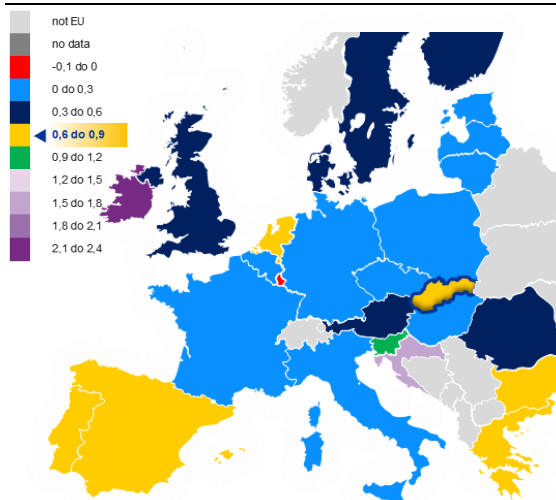 not EU
no data
-0,1 do 0
0 do 0,3
0,3 do 0,6
0,6 do 0,9
0,9 do 1,2
1,2 do 1,5
1,5 do 1,8
1,8 do 2,1
2,1 do 2,4